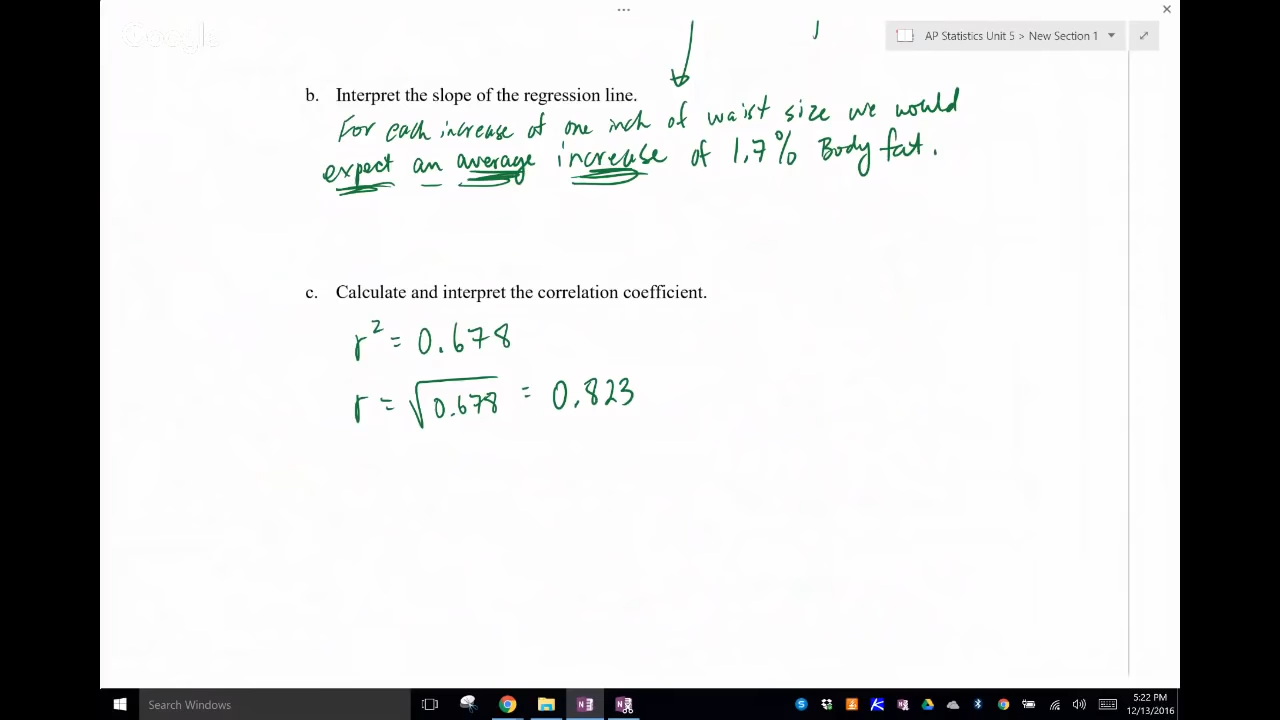 Google
...
AP Statistics Unit 5 > New Section 1
b. Interpret the slope of the regression line.
For each increase of one inch of waist size we would
expect an average increase of 1.7% Body fat.
c. Calculate and interpret the correlation coefficient.
r² = 0.678
r = √0.678 = 0.823
Search Windows
5:22 PM
12/13/2016